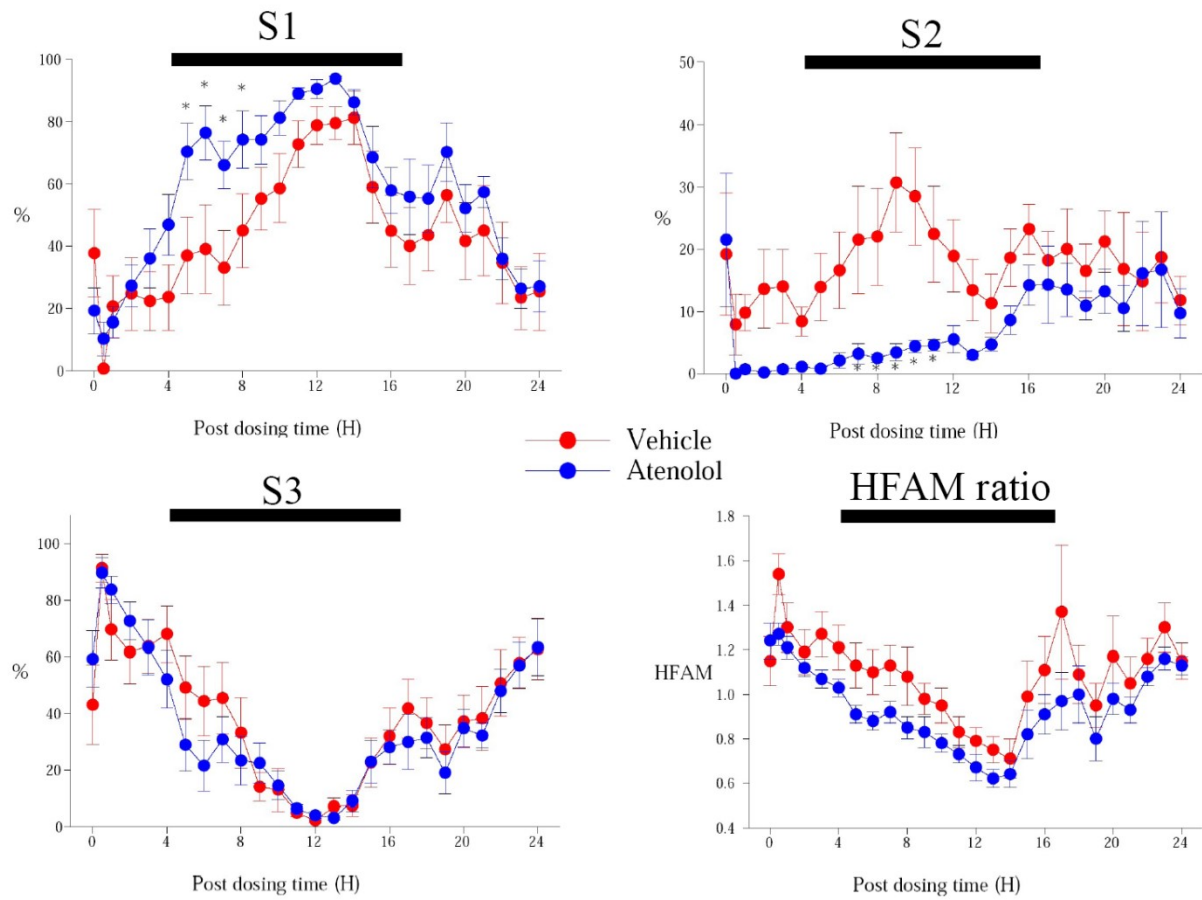 S1
100
80
60
40
20
0
%
* * * *
0 4 8 12 16 20 24
Post dosing time (H)
S2
50
40
30
20
10
0
%
* * * * *
0 4 8 12 16 20 24
Post dosing time (H)
Vehicle
Atenolol
S3
100
80
60
40
20
0
%
0 4 8 12 16 20 24
Post dosing time (H)
HFAM ratio
1.8
1.6
1.4
1.2
1.0
0.8
0.6
0.4
HFAM
0 4 8 12 16 20 24
Post dosing time (H)